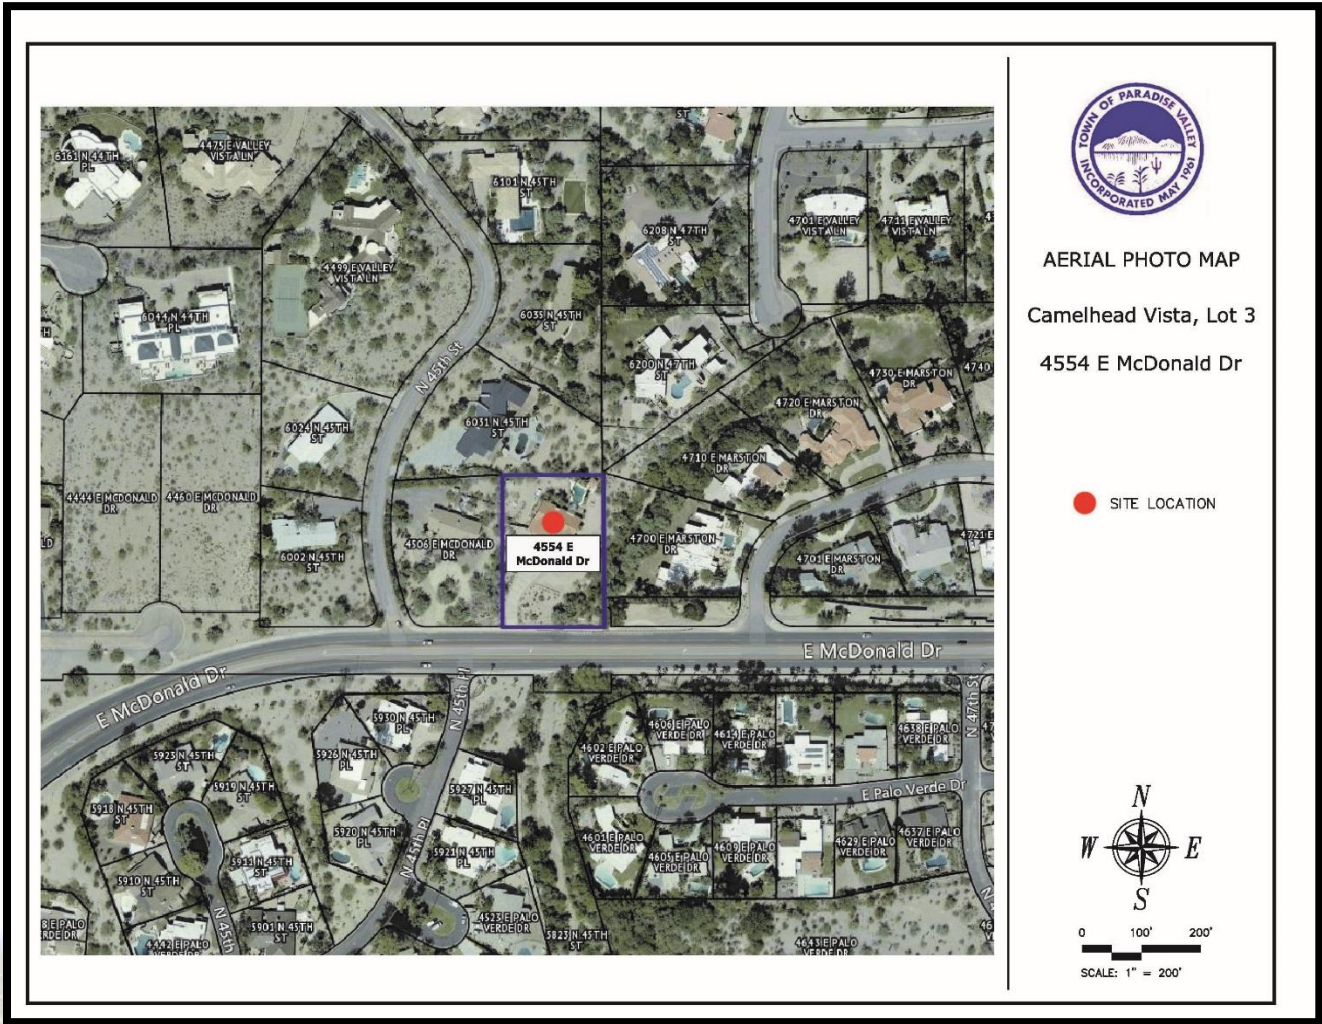 6161 N 44TH
PL
4475 E VALLEY
VISTA LN
6101 N 45TH
ST
ST
6208 N 47TH
ST
4701 E VALLEY
VISTA LN
4711 E VALLEY
VISTA LN
4499 E VALLEY
VISTA LN
6044 N 44TH
PL
6035 N 45TH
ST
N 45th St
6200 N 47TH
ST
4730 E MARSTON
DR
4740
6024 N 45TH
ST
6031 N 45TH
ST
4720 E MARSTON
DR
4710 E MARSTON
DR
4444 E MCDONALD
DR
4460 E MCDONALD
DR
6002 N 45TH
ST
4506 E MCDONALD
DR
4554 E
McDonald Dr
4700 E MARSTON
DR
4701 E MARSTON
DR
4721 E
E McDonald Dr
E McDonald Dr
N 45th Pl
N 47th St
5930 N 45TH
PL
5926 N 45TH
PL
5923 N 45TH
ST
5919 N 45TH
ST
5918 N 45TH
ST
5927 N 45TH
PL
5920 N 45TH
PL
5921 N 45TH
PL
5911 N 45TH
ST
5910 N 45TH
ST
N 45th Pl
N 45th
5901 N 45TH
ST
4442 E PALO
VERDE DR
4523 E PALO
VERDE DR
5823 N 45TH
ST
4602 E PALO
VERDE DR
4606 E PALO
VERDE DR
4614 E PALO
VERDE DR
4638 E PALO
VERDE DR
E Palo Verde Dr
4601 E PALO
VERDE DR
4605 E PALO
VERDE DR
4609 E PALO
VERDE DR
4629 E PALO
VERDE DR
4637 E PALO
VERDE DR
4643 E PALO
VERDE DR
TOWN OF PARADISE VALLEY
INCORPORATED MAY 1961
AERIAL PHOTO MAP
Camelhead Vista, Lot 3
4554 E McDonald Dr
SITE LOCATION
N
W E
S
0 100' 200'
SCALE: 1" = 200'